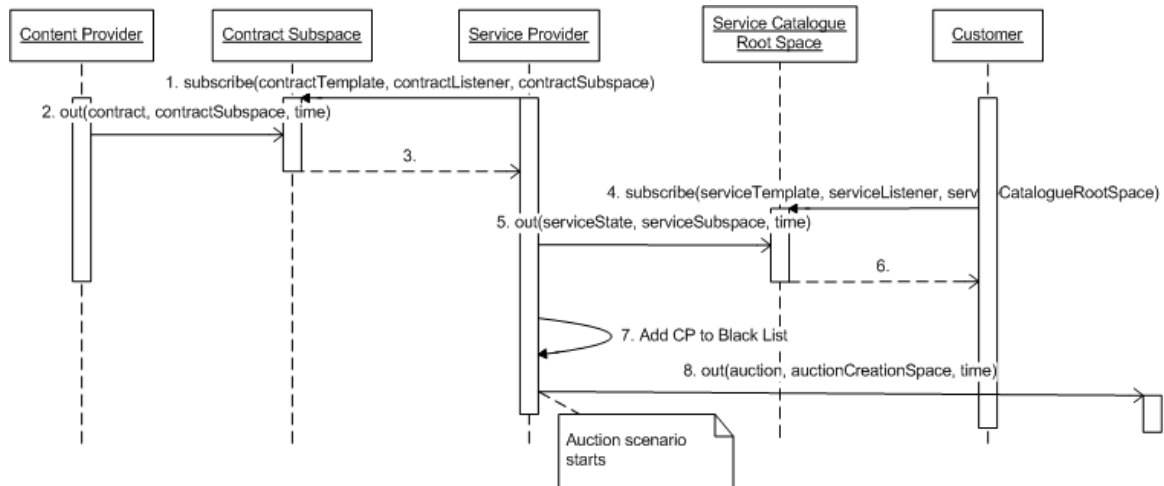 Content Provider
Contract Subspace
Service Provider
Service Catalogue
Root Space
Customer
1. subscribe(contractTemplate, contractListener, contractSubspace)
2. out(contract, contractSubspace, time)
3.
4. subscribe(serviceTemplate, serviceListener, servi CatalogueRootSpace)
5. out(serviceState, serviceSubspace, time)
6.
7. Add CP to Black List
8. out(auction, auctionCreationSpace, time)
Auction scenario
starts